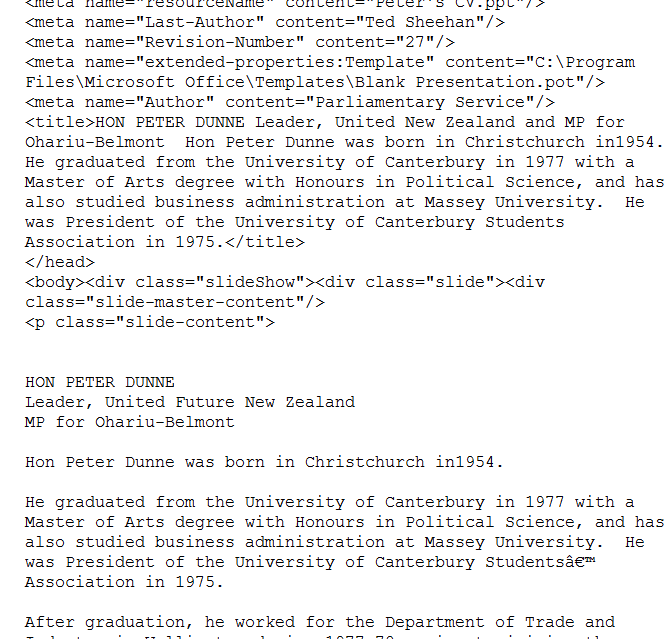 <meta name="resourceName" content="Peter's CV.ppt"/>
<meta name="Last-Author" content="Ted Sheehan"/>
<meta name="Revision-Number" content="27"/>
<meta name="extended-properties:Template" content="C:\Program
Files\Microsoft Office\Templates\Blank Presentation.pot"/>
<meta name="Author" content="Parliamentary Service"/>
<title>HON PETER DUNNE Leader, United New Zealand and MP for
Ohariu-Belmont  Hon Peter Dunne was born in Christchurch in1954.
He graduated from the University of Canterbury in 1977 with a
Master of Arts degree with Honours in Political Science, and has
also studied business administration at Massey University.  He
was President of the University of Canterbury Students
Association in 1975.</title>
</head>
<body><div class="slideShow"><div class="slide"><div
class="slide-master-content"/>
<p class="slide-content">
HON PETER DUNNE
Leader, United Future New Zealand
MP for Ohariu-Belmont
Hon Peter Dunne was born in Christchurch in1954.
He graduated from the University of Canterbury in 1977 with a
Master of Arts degree with Honours in Political Science, and has
also studied business administration at Massey University.  He
was President of the University of Canterbury Studentsâ€™
Association in 1975.
After graduation, he worked for the Department of Trade and